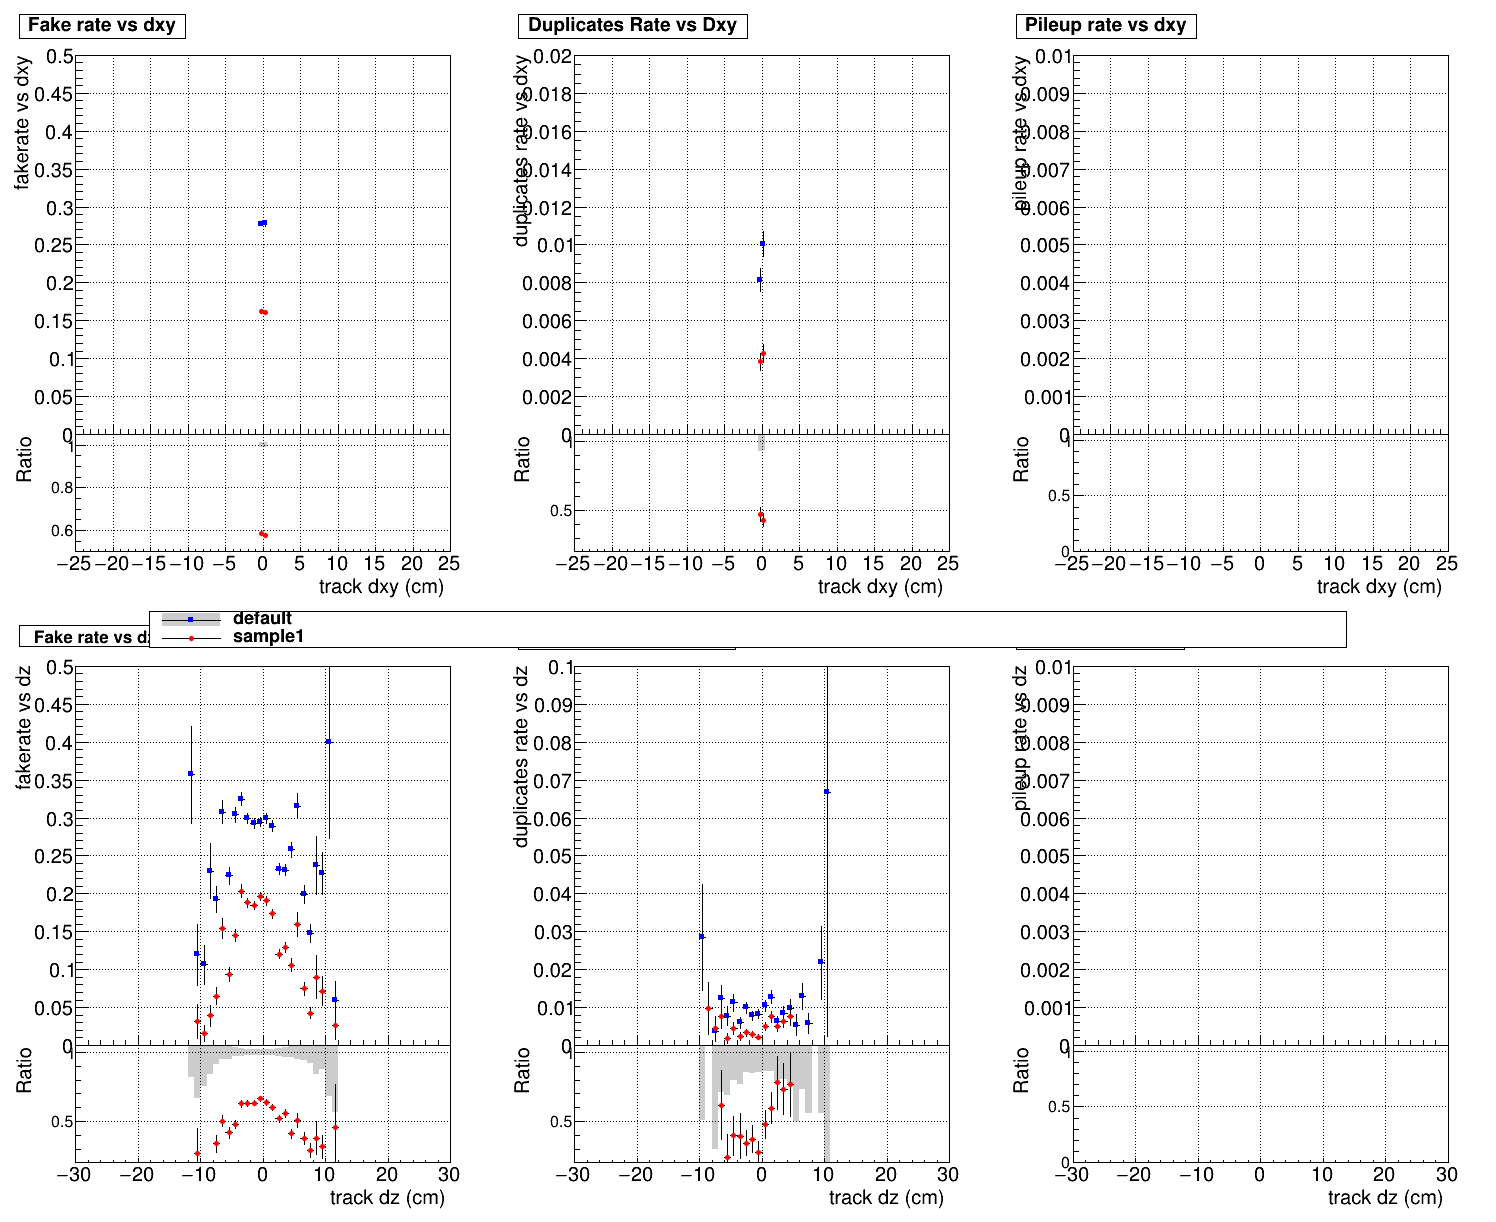 Fake rate vs dxy
Duplicates Rate vs Dxy
Pileup rate vs dxy
fakerate vs dxy
0.5
0.45
0.4
0.35
0.3
0.25
0.2
0.15
0.1
0.05
0
duplicates rate vs dxy
0.02
0.018
0.016
0.014
0.012
0.01
0.008
0.006
0.004
0.002
0
pileup rate vs dxy
0.01
0.009
0.008
0.007
0.006
0.005
0.004
0.003
0.002
0.001
0
Ratio
1
0.8
0.6
−25 −20 −15 −10 −5 0 5 10 15 20 25
track dxy (cm)
Ratio
1
0.5
−25 −20 −15 −10 −5 0 5 10 15 20 25
track dxy (cm)
Ratio
1
0.5
0
−25 −20 −15 −10 −5 0 5 10 15 20 25
track dxy (cm)
default
sample1
Fake rate vs dz
fakerate vs dz
0.5
0.45
0.4
0.35
0.3
0.25
0.2
0.15
0.1
0.05
0
duplicates rate vs dz
0.1
0.09
0.08
0.07
0.06
0.05
0.04
0.03
0.02
0.01
0
pileup rate vs dz
0.01
0.009
0.008
0.007
0.006
0.005
0.004
0.003
0.002
0.001
0
Ratio
1
0.5
−30 −20 −10 0 10 20 30
track dz (cm)
Ratio
1
0.5
−30 −20 −10 0 10 20 30
track dz (cm)
Ratio
1
0.5
0
−30 −20 −10 0 10 20 30
track dz (cm)